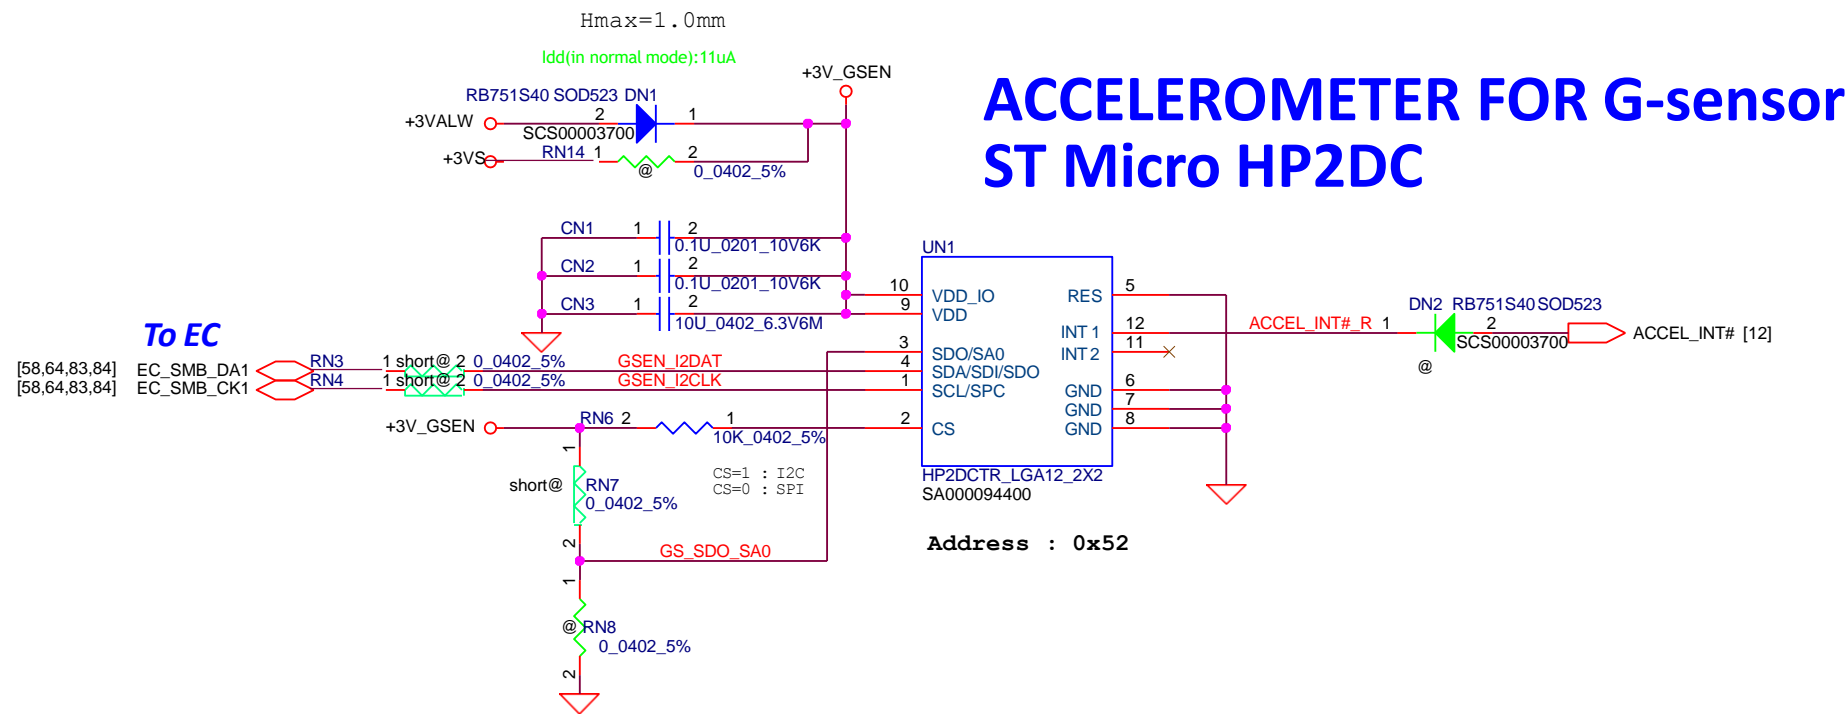 Hmax=1.0mm
Idd(in normal mode):11uA
+3V_GSEN
ACCELEROMETER FOR G-sensor
ST Micro HP2DC
RB751S40 SOD523 DN1
+3VALW
2
1
SCS00003700
+3VS
RN14
1
2
@
0_0402_5%
CN1
1
2
0.1U_0201_10V6K
CN2
1
2
0.1U_0201_10V6K
CN3
1
2
10U_0402_6.3V6M
UN1
10
VDD_IO
9
VDD
3
SDO/SA0
4
SDA/SDI/SDO
1
SCL/SPC
2
CS
RES
5
INT 1
12
INT 2
11
GND
6
GND
7
GND
8
HP2DCTR_LGA12_2X2
SA000094400
Address : 0x52
ACCEL_INT#_R
1
DN2 RB751S40 SOD523
2
SCS00003700
@
ACCEL_INT# [12]
To EC
[58,64,83,84] EC_SMB_DA1
RN3
1 short@ 2
0_0402_5%
GSEN_I2DAT
[58,64,83,84] EC_SMB_CK1
RN4
1 short@ 2
0_0402_5%
GSEN_I2CLK
+3V_GSEN
RN6
2
1
10K_0402_5%
CS=1 : I2C
CS=0 : SPI
1
short@
RN7
0_0402_5%
2
GS_SDO_SA0
1
@
RN8
0_0402_5%
2